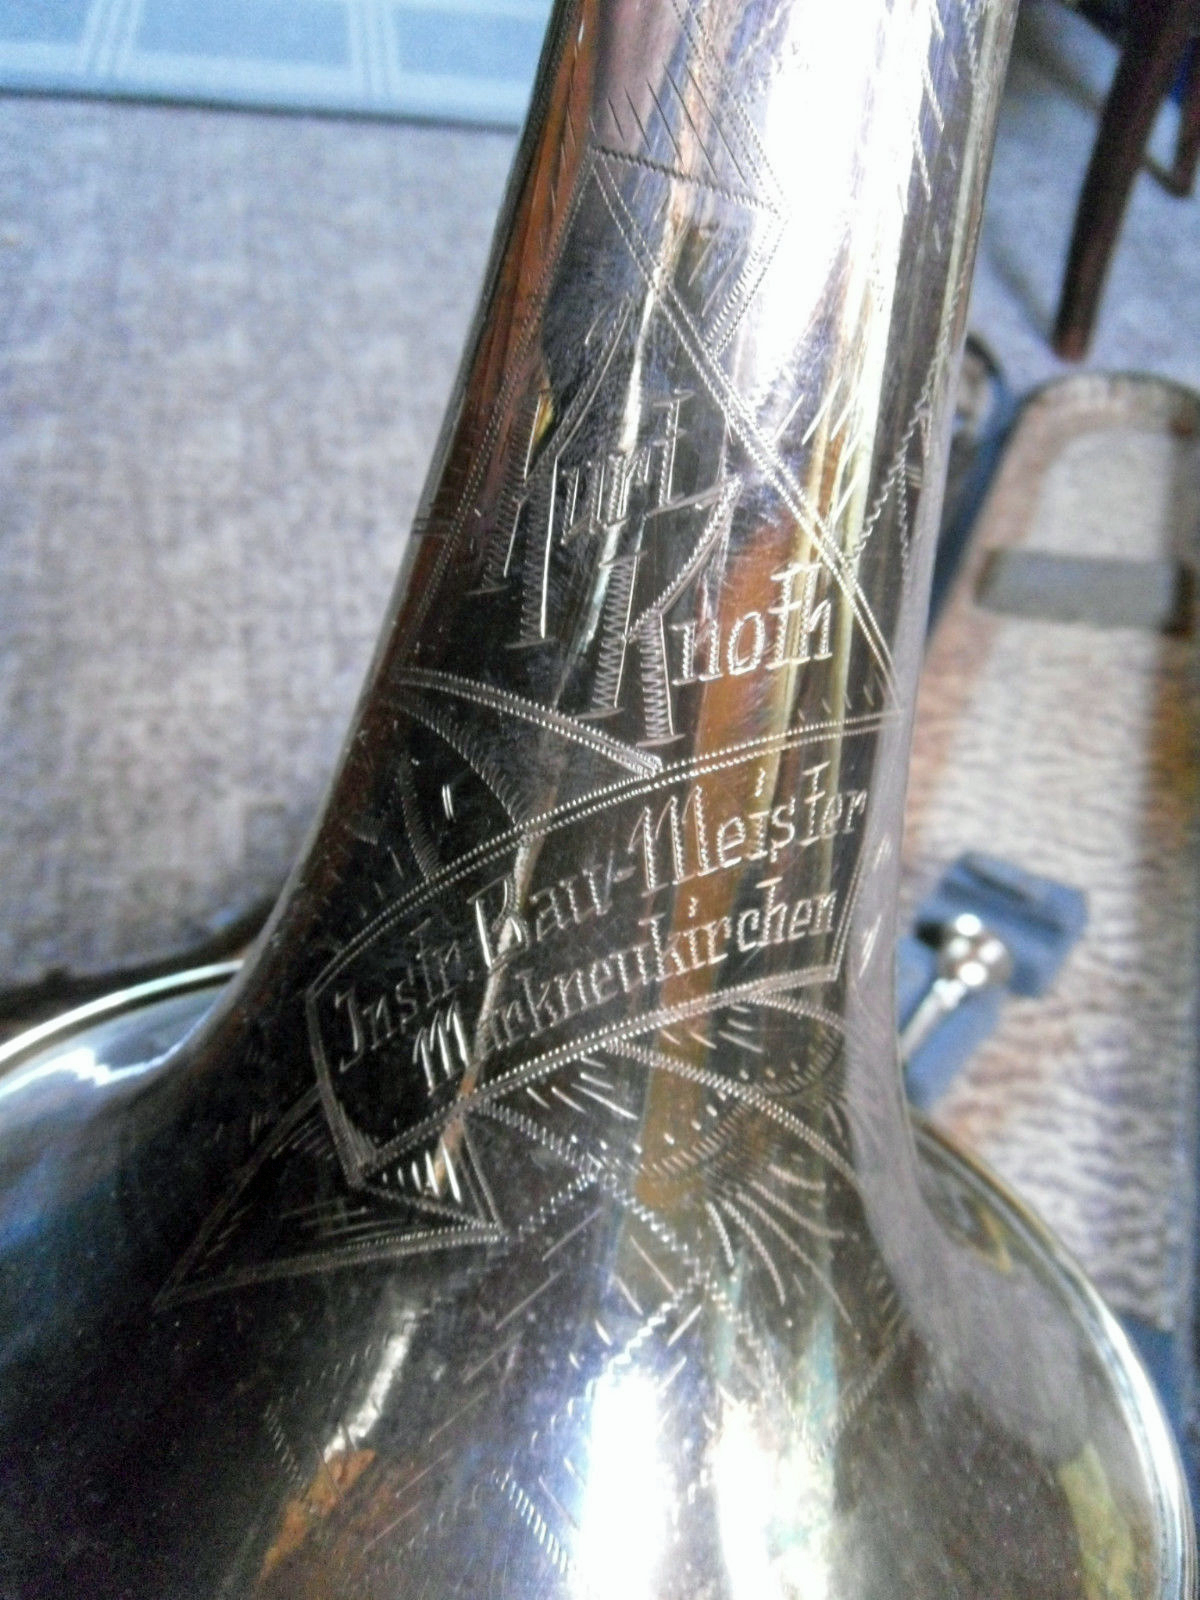 Kurt
Knoth
Instr. Bau-Meister
Markneukirchen